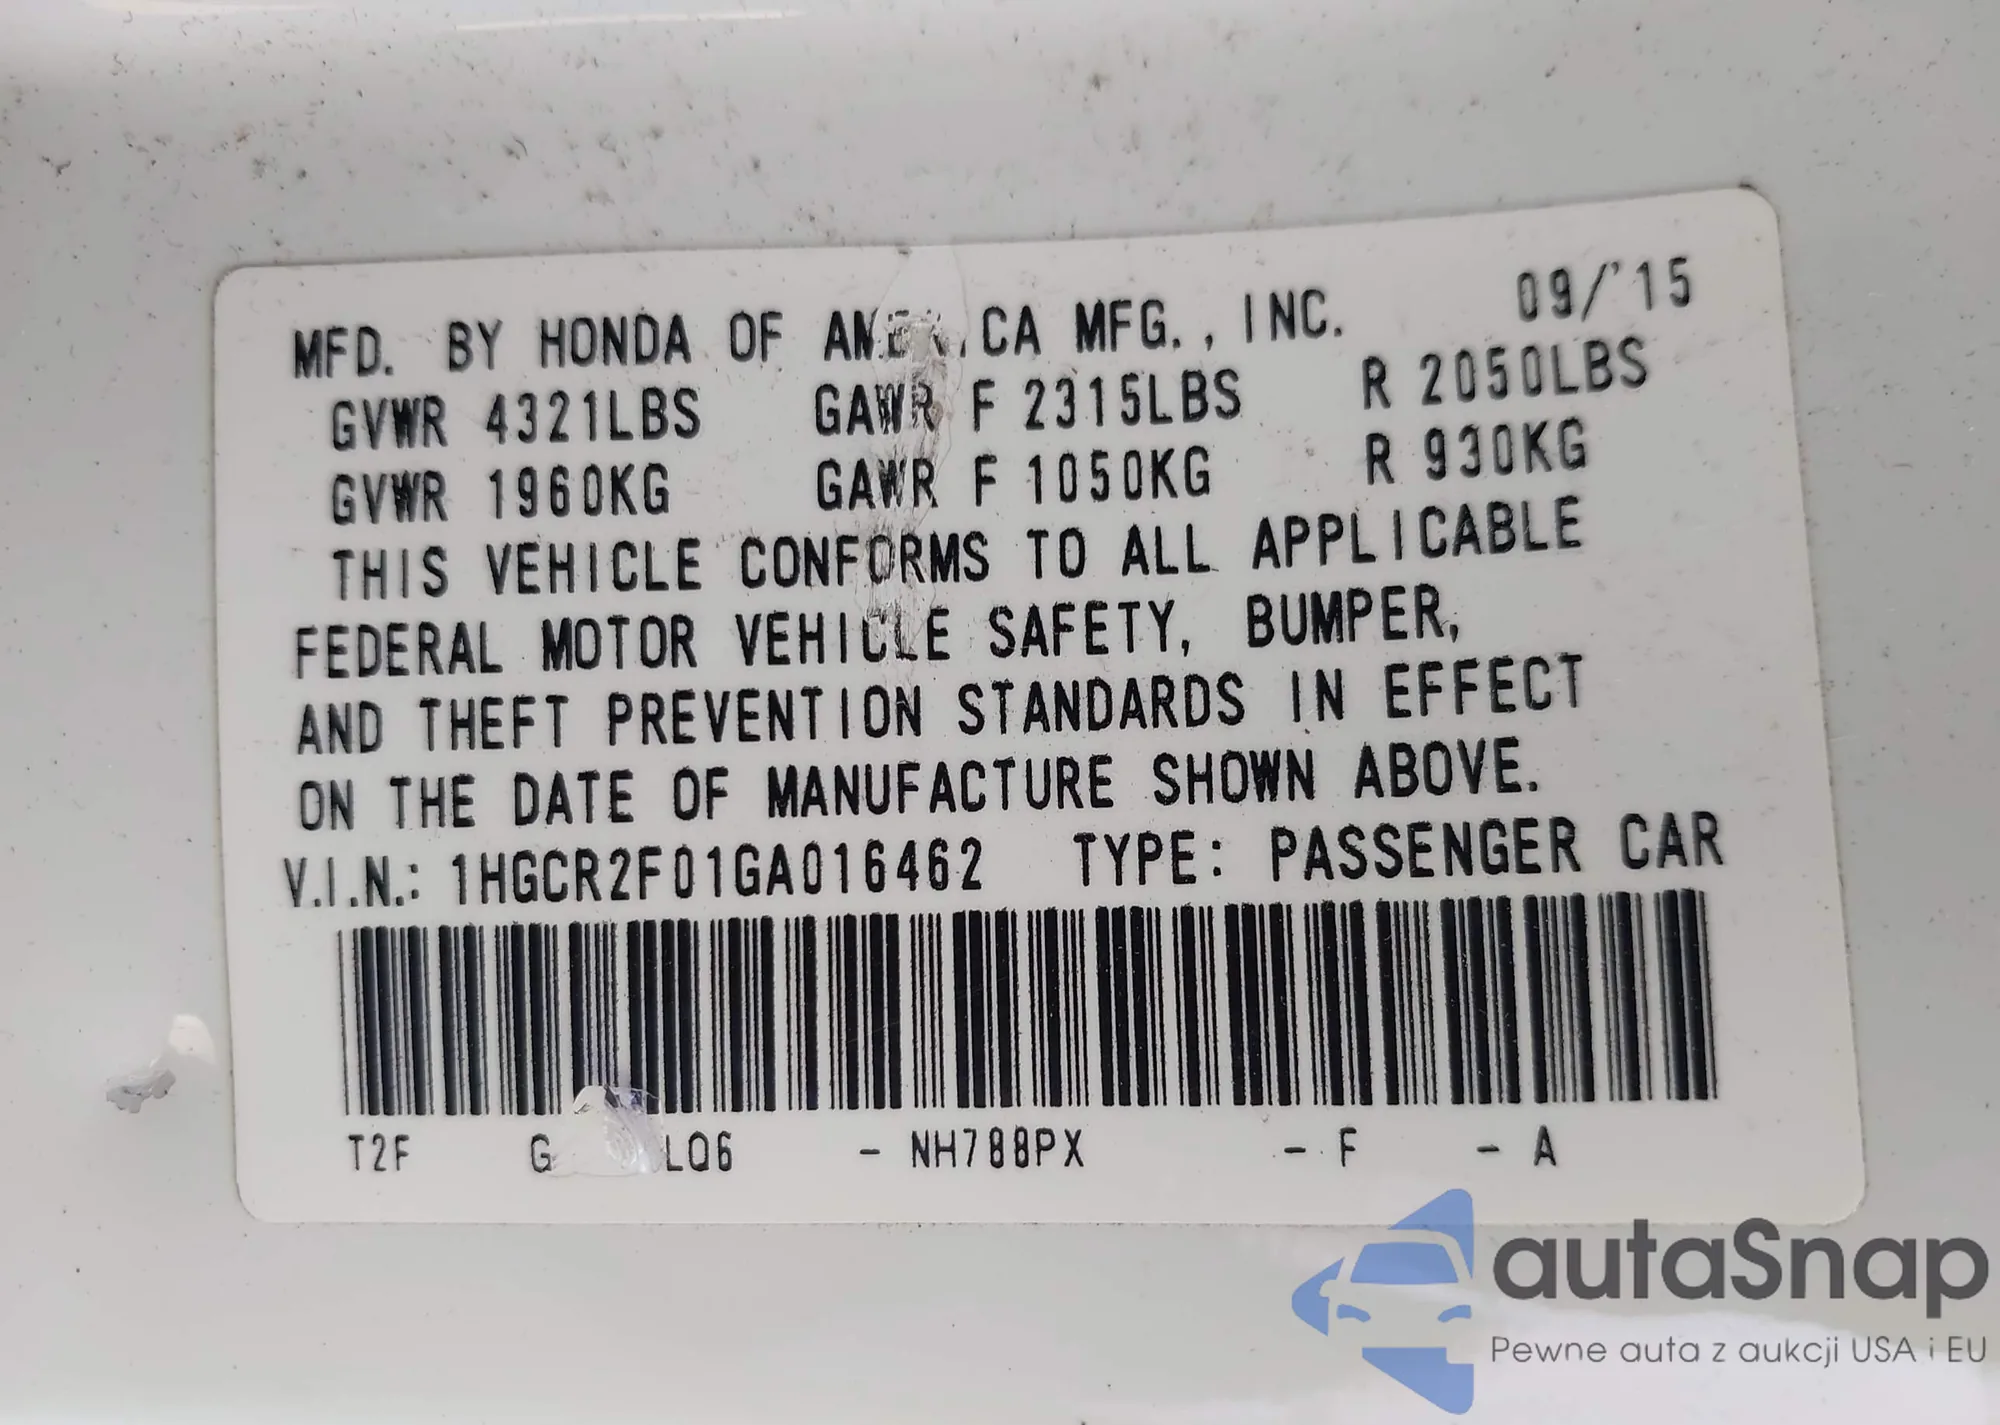 MFD. BY HONDA OF AMERICA MFG., INC. 09/'15
GVWR 4321LBS GAWR F 2315LBS R 2050LBS
GVWR 1960KG GAWR F 1050KG R 930KG
THIS VEHICLE CONFORMS TO ALL APPLICABLE
FEDERAL MOTOR VEHICLE SAFETY, BUMPER,
AND THEFT PREVENTION STANDARDS IN EFFECT
ON THE DATE OF MANUFACTURE SHOWN ABOVE.
V.I.N.: 1HGCR2F01GA016462 TYPE: PASSENGER CAR
T2F G LQ6 - NH788PX - F - A
autaSnap
Pewne auta z aukcji USA i EU